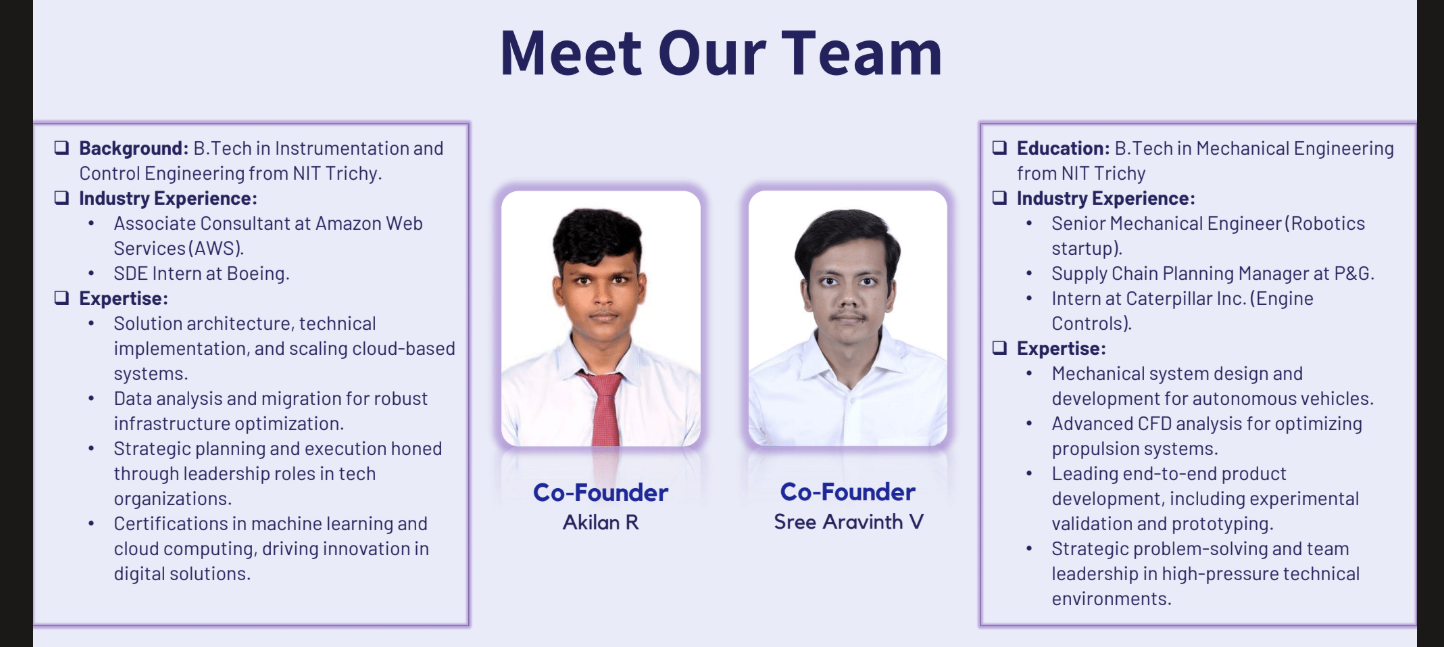 Meet Our Team
❑ Background: B.Tech in Instrumentation and
Control Engineering from NIT Trichy.
❑ Industry Experience:
• Associate Consultant at Amazon Web
Services (AWS).
• SDE Intern at Boeing.
❑ Expertise:
• Solution architecture, technical
implementation, and scaling cloud-based
systems.
• Data analysis and migration for robust
infrastructure optimization.
• Strategic planning and execution honed
through leadership roles in tech
organizations.
• Certifications in machine learning and
cloud computing, driving innovation in
digital solutions.
Co-Founder
Akilan R
Co-Founder
Sree Aravinth V
❑ Education: B.Tech in Mechanical Engineering
from NIT Trichy
❑ Industry Experience:
• Senior Mechanical Engineer (Robotics
startup).
• Supply Chain Planning Manager at P&G.
• Intern at Caterpillar Inc. (Engine
Controls).
❑ Expertise:
• Mechanical system design and
development for autonomous vehicles.
• Advanced CFD analysis for optimizing
propulsion systems.
• Leading end-to-end product
development, including experimental
validation and prototyping.
• Strategic problem-solving and team
leadership in high-pressure technical
environments.